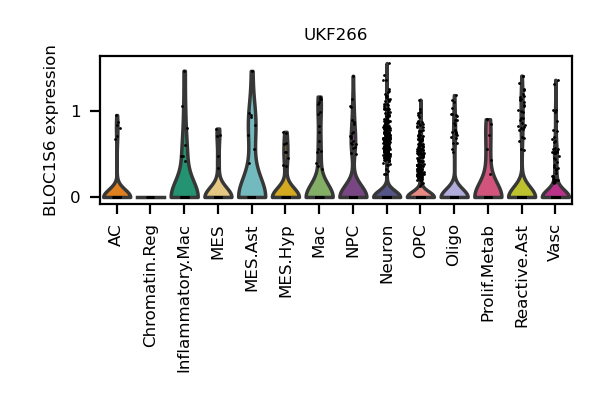 UKF266
BLOC1S6 expression
1
0
AC
Chromatin.Reg
Inflammatory.Mac
MES
MES.Ast
MES.Hyp
Mac
NPC
Neuron
OPC
Oligo
Prolif.Metab
Reactive.Ast
Vasc